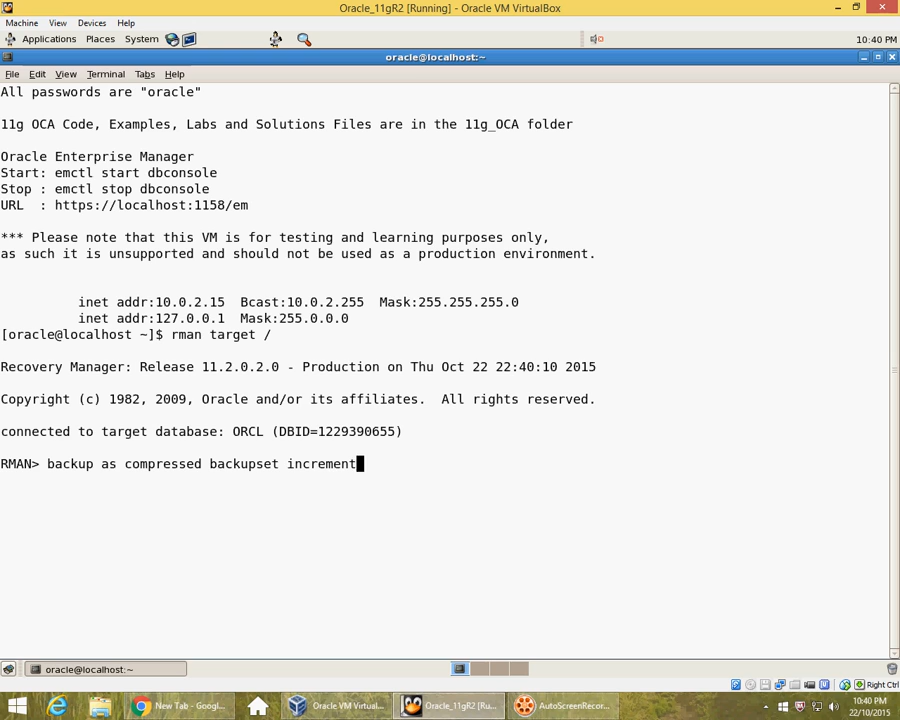 Oracle_11gR2 [Running] - Oracle VM VirtualBox
Machine View Devices Help
Applications Places System 10:40 PM
oracle@localhost:~
File Edit View Terminal Tabs Help
All passwords are "oracle"
11g OCA Code, Examples, Labs and Solutions Files are in the 11g_OCA folder
Oracle Enterprise Manager
Start: emctl start dbconsole
Stop : emctl stop dbconsole
URL : https://localhost:1158/em
*** Please note that this VM is for testing and learning purposes only,
as such it is unsupported and should not be used as a production environment.
inet addr:10.0.2.15 Bcast:10.0.2.255 Mask:255.255.255.0
inet addr:127.0.0.1 Mask:255.0.0.0
[oracle@localhost ~]$ rman target /
Recovery Manager: Release 11.2.0.2.0 - Production on Thu Oct 22 22:40:10 2015
Copyright (c) 1982, 2009, Oracle and/or its affiliates. All rights reserved.
connected to target database: ORCL (DBID=1229390655)
RMAN> backup as compressed backupset increment
oracle@localhost:~
Right Ctrl
New Tab - Googl... Oracle VM Virtual... Oracle_11gR2 [Ru... AutoScreenRecor... 10:40 PM
22/10/2015